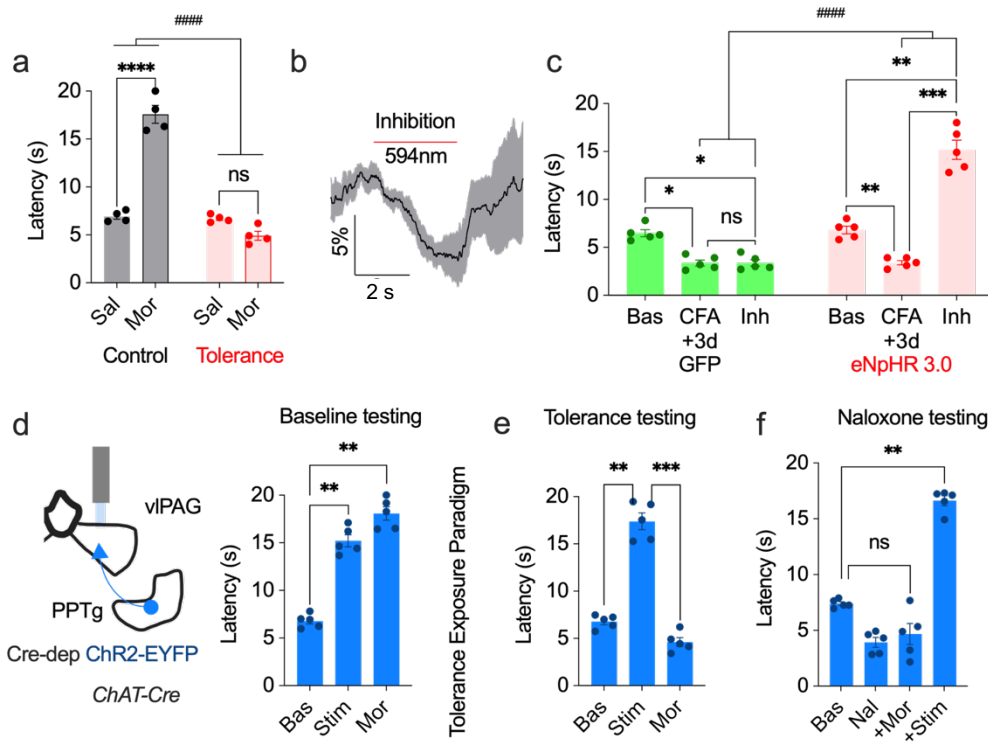 a
####
****
ns
Latency (s)
20
15
10
5
0
Sal
Mor
Sal
Mor
Control
Tolerance
b
Inhibition
594nm
5%
2 s
c
####
**
***
*
*
ns
**
Latency (s)
20
15
10
5
0
Bas
CFA
+3d
Inh
GFP
Bas
CFA
+3d
Inh
eNpHR 3.0
d
vlPAG
PPTg
Cre-dep ChR2-EYFP
ChAT-Cre
Baseline testing
**
**
Latency (s)
20
15
10
5
0
Bas
Stim
Mor
Tolerance Exposure Paradigm
e
Tolerance testing
**
***
20
15
10
5
0
Bas
Stim
Mor
f
Naloxone testing
**
ns
Latency (s)
20
15
10
5
0
Bas
Nal
+Mor
+Stim